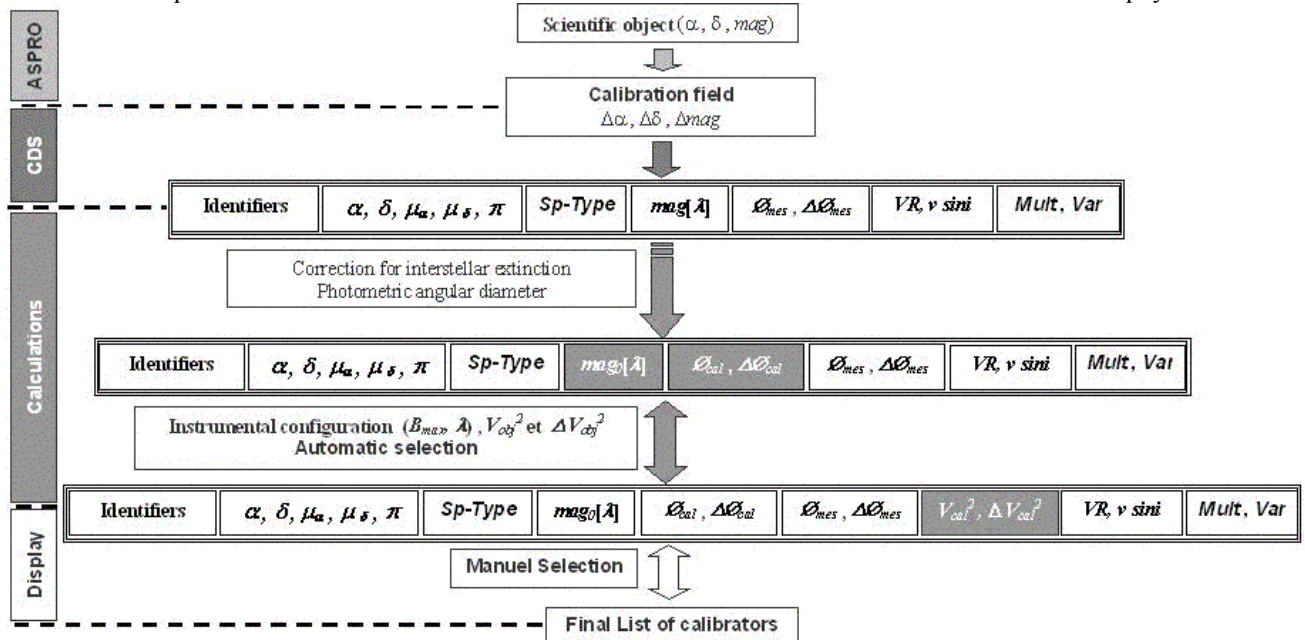 ASPRO
Scientific object (α, δ, mag)
Calibration field
Δα, Δδ, Δmag
CDS
Identifiers α, δ, μα, μδ, π Sp-Type mag[λ] Ømes, ΔØmes VR, v sini Mult, Var
Correction for interstellar extinction
Photometric angular diameter
Calculations
Identifiers α, δ, μα, μδ, π Sp-Type mag0[λ] Øcal, ΔØcal Ømes, ΔØmes VR, v sini Mult, Var
Instrumental configuration (Bmax, λ), Vobj² et ΔVobj²
Automatic selection
Identifiers α, δ, μα, μδ, π Sp-Type mag0[λ] Øcal, ΔØcal Ømes, ΔØmes Vcal², ΔVcal² VR, v sini Mult, Var
Display
Manuel Selection
Final List of calibrators